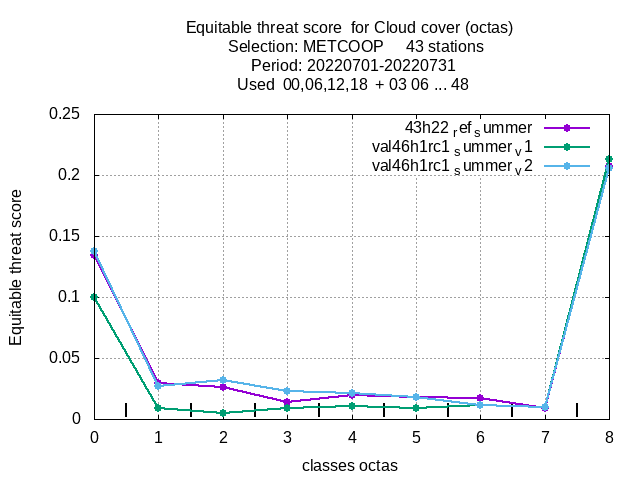 Equitable threat score  for Cloud cover (octas)
Selection: METCOOP     43 stations
Period: 20220701-20220731
Used  00,06,12,18  + 03 06 ... 48
43h22 ref summer
val46h1rc1 summer v1
val46h1rc1 summer v2
0.25
0.2
0.15
0.1
0.05
0
Equitable threat score
0 1 2 3 4 5 6 7 8
classes octas